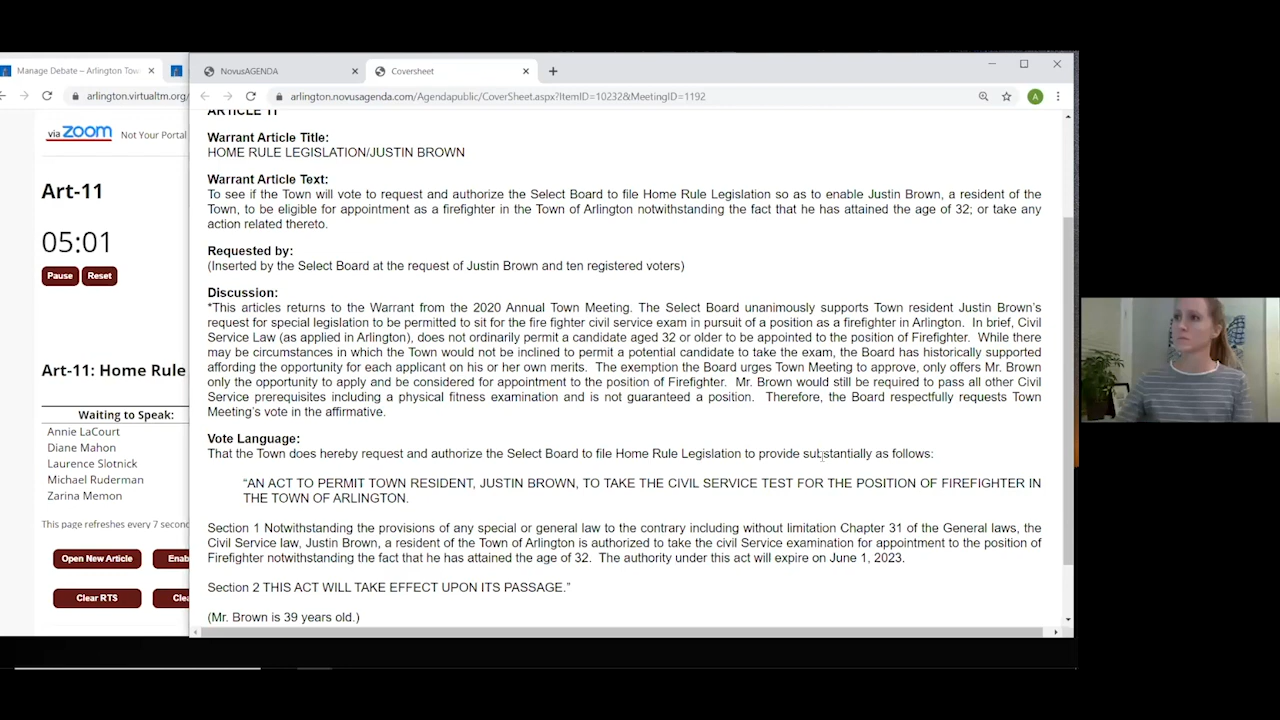 Manage Debate – Arlington Tow
NovusAGENDA
Coversheet
arlington.virtualtm.org/
arlington.novusagenda.com/Agendapublic/CoverSheet.aspx?ItemID=10232&MeetingID=1192
A
via zoom Not Your Portal
Art-11
05:01
Pause Reset
Art-11: Home Rule
Waiting to Speak:
Annie LaCourt
Diane Mahon
Laurence Slotnick
Michael Ruderman
Zarina Memon
This page refreshes every 7 second
Open New Article Enab
Clear RTS Clea
ARTICLE 11
Warrant Article Title:
HOME RULE LEGISLATION/JUSTIN BROWN
Warrant Article Text:
To see if the Town will vote to request and authorize the Select Board to file Home Rule Legislation so as to enable Justin Brown, a resident of the
Town, to be eligible for appointment as a firefighter in the Town of Arlington notwithstanding the fact that he has attained the age of 32; or take any
action related thereto.
Requested by:
(Inserted by the Select Board at the request of Justin Brown and ten registered voters)
Discussion:
*This articles returns to the Warrant from the 2020 Annual Town Meeting. The Select Board unanimously supports Town resident Justin Brown's
request for special legislation to be permitted to sit for the fire fighter civil service exam in pursuit of a position as a firefighter in Arlington. In brief, Civil
Service Law (as applied in Arlington), does not ordinarily permit a candidate aged 32 or older to be appointed to the position of Firefighter. While there
may be circumstances in which the Town would not be inclined to permit a potential candidate to take the exam, the Board has historically supported
affording the opportunity for each applicant on his or her own merits. The exemption the Board urges Town Meeting to approve, only offers Mr. Brown
only the opportunity to apply and be considered for appointment to the position of Firefighter. Mr. Brown would still be required to pass all other Civil
Service prerequisites including a physical fitness examination and is not guaranteed a position. Therefore, the Board respectfully requests Town
Meeting's vote in the affirmative.
Vote Language:
That the Town does hereby request and authorize the Select Board to file Home Rule Legislation to provide substantially as follows:
“AN ACT TO PERMIT TOWN RESIDENT, JUSTIN BROWN, TO TAKE THE CIVIL SERVICE TEST FOR THE POSITION OF FIREFIGHTER IN
THE TOWN OF ARLINGTON.
Section 1 Notwithstanding the provisions of any special or general law to the contrary including without limitation Chapter 31 of the General laws, the
Civil Service law, Justin Brown, a resident of the Town of Arlington is authorized to take the civil Service examination for appointment to the position of
Firefighter notwithstanding the fact that he has attained the age of 32. The authority under this act will expire on June 1, 2023.
Section 2 THIS ACT WILL TAKE EFFECT UPON ITS PASSAGE.”
(Mr. Brown is 39 years old.)